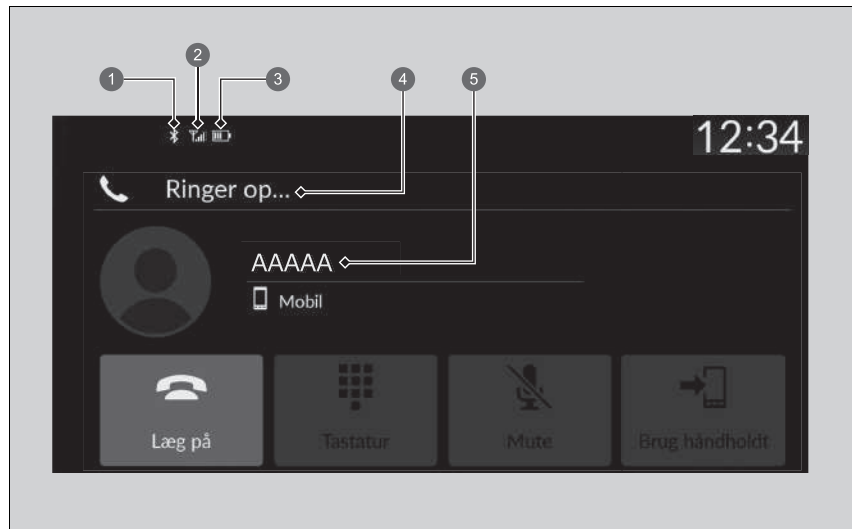 1 2 3 4 5
12:34
Ringer op...
AAAAA
Mobil
Læg på
Tastatur
Mute
Brug håndholdt